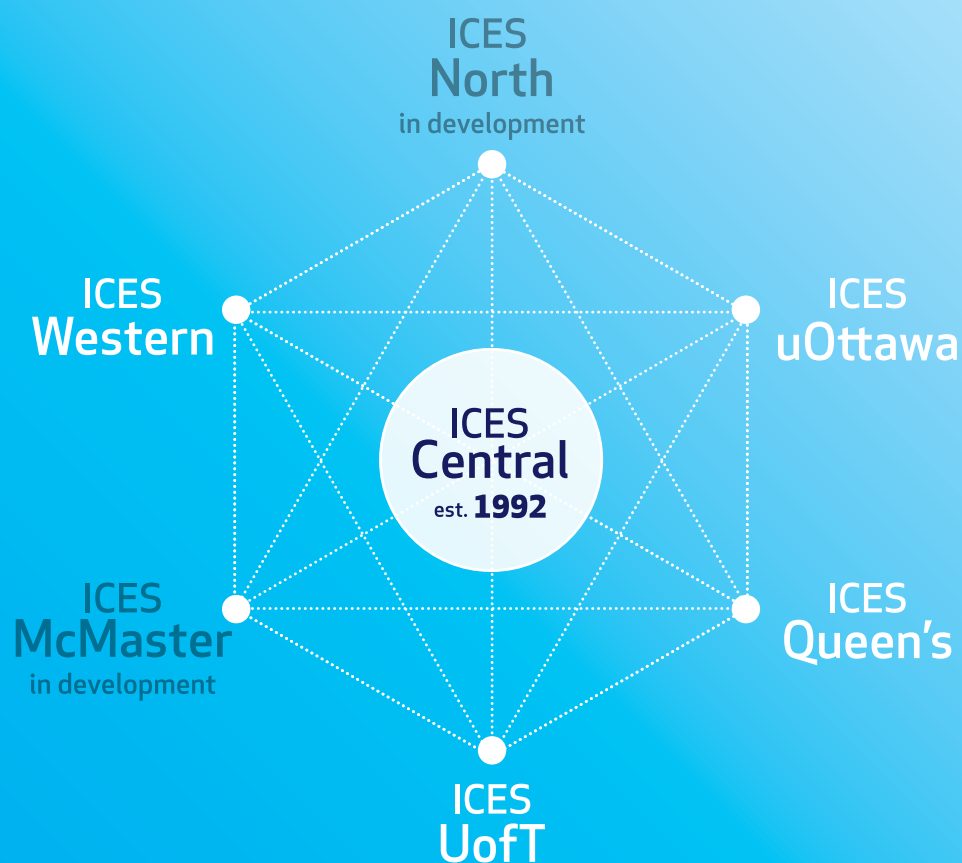 ICES
North
in development
ICES
Western
ICES
uOttawa
ICES
Central
est. 1992
ICES
McMaster
in development
ICES
Queen's
ICES
UofT